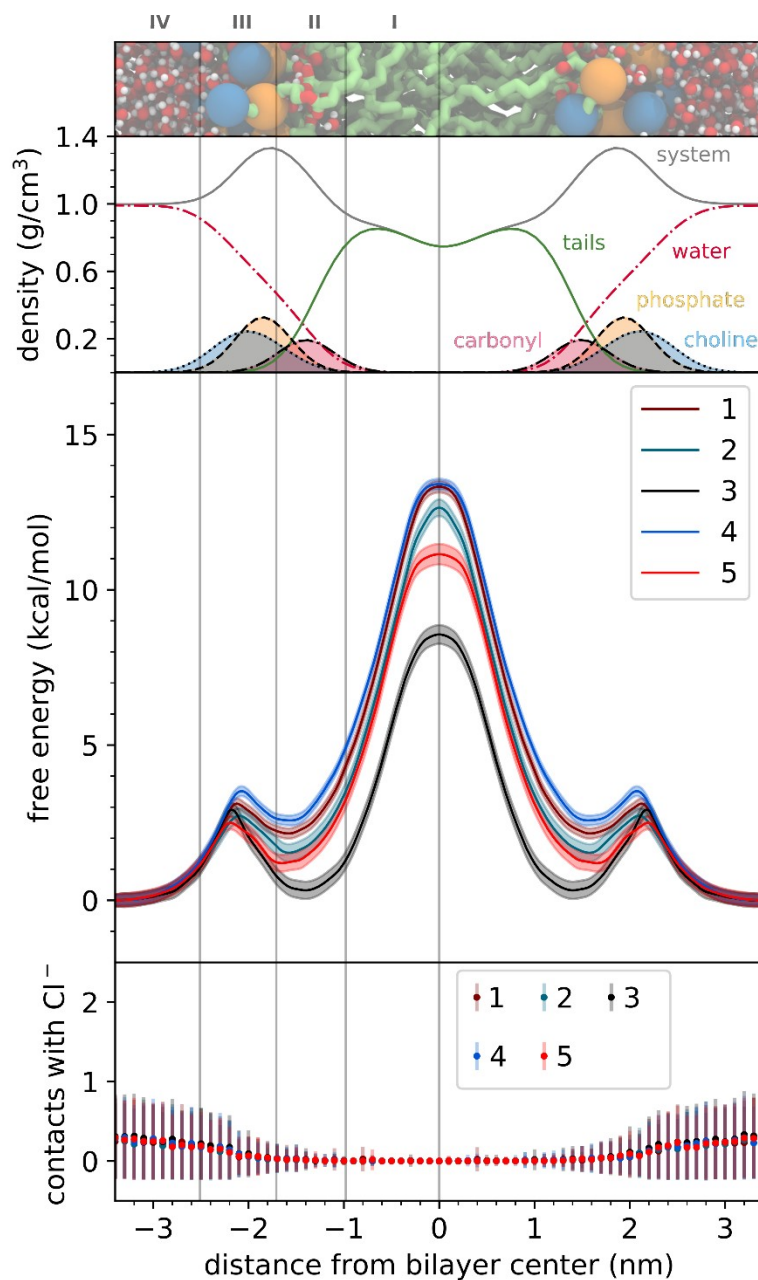 IV III II I
1.4
1.0
0.6
0.2
density (g/cm³)
system
tails
water
phosphate
carbonyl
choline
15
10
5
0
free energy (kcal/mol)
1
2
3
4
5
2
1
0
contacts with Cl⁻
1 2 3
4 5
−3 −2 −1 0 1 2 3
distance from bilayer center (nm)